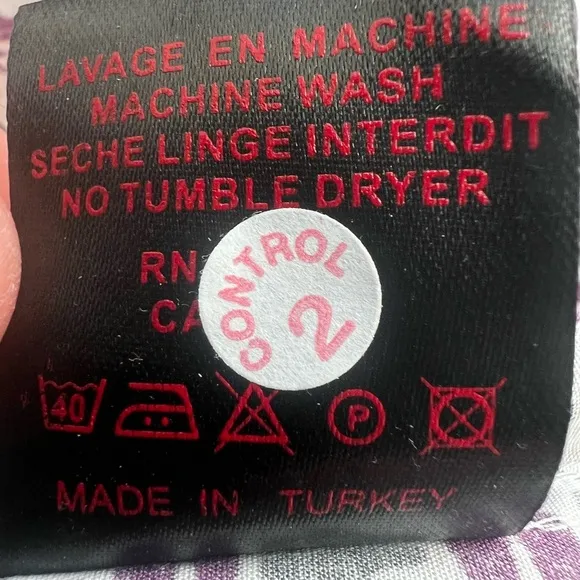 LAVAGE EN MACHINE
MACHINE WASH
SECHE LINGE INTERDIT
NO TUMBLE DRYER
RN
CA
CONTROL
2
40
P
MADE IN TURKEY